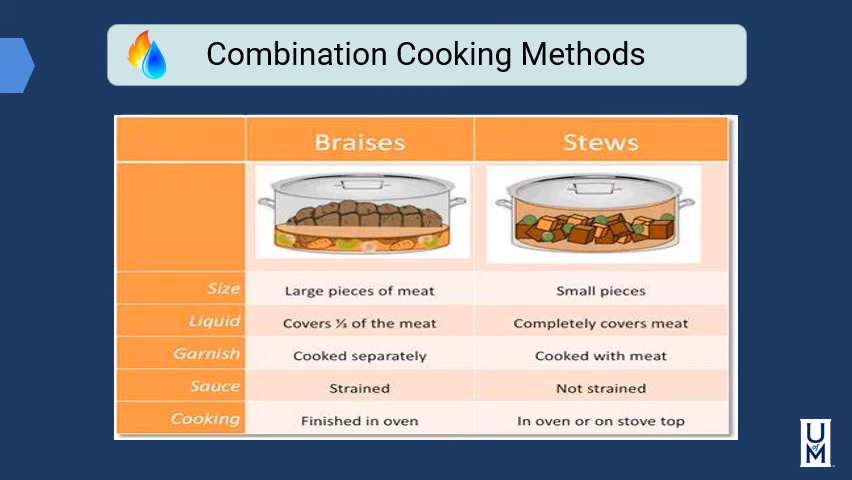 Combination Cooking Methods
Braises Stews
Size Large pieces of meat Small pieces
Liquid Covers ⅓ of the meat Completely covers meat
Garnish Cooked separately Cooked with meat
Sauce Strained Not strained
Cooking Finished in oven In oven or on stove top
U
of
M